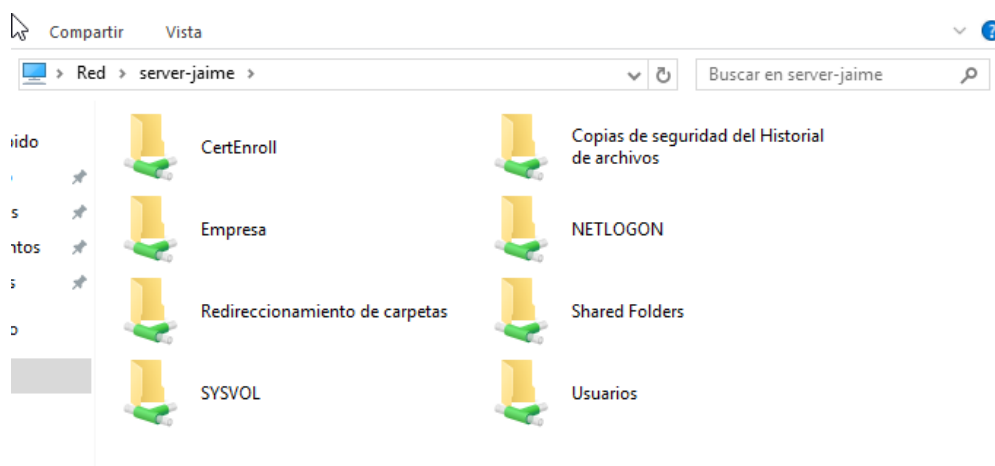 Compartir Vista
Red > server-jaime >
Buscar en server-jaime
CertEnroll
Copias de seguridad del Historial
de archivos
Empresa
NETLOGON
Redireccionamiento de carpetas
Shared Folders
SYSVOL
Usuarios